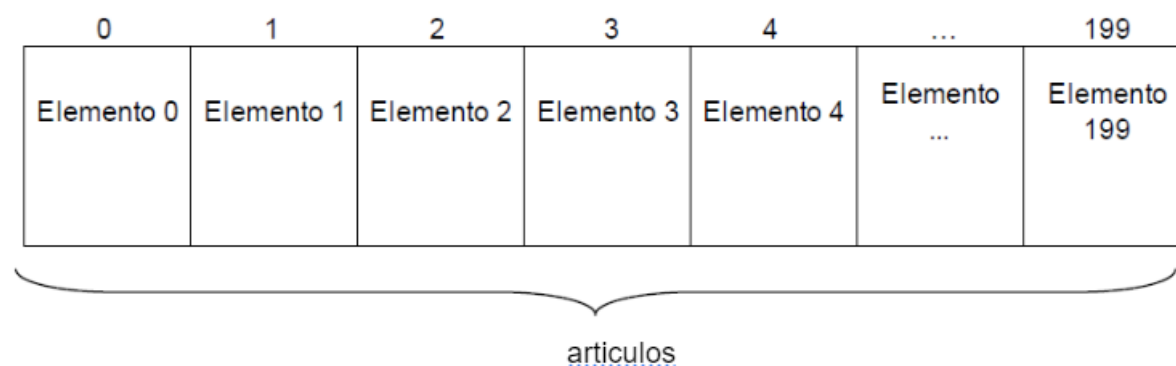 0 1 2 3 4 ... 199
Elemento 0 Elemento 1 Elemento 2 Elemento 3 Elemento 4 Elemento ... Elemento 199
articulos